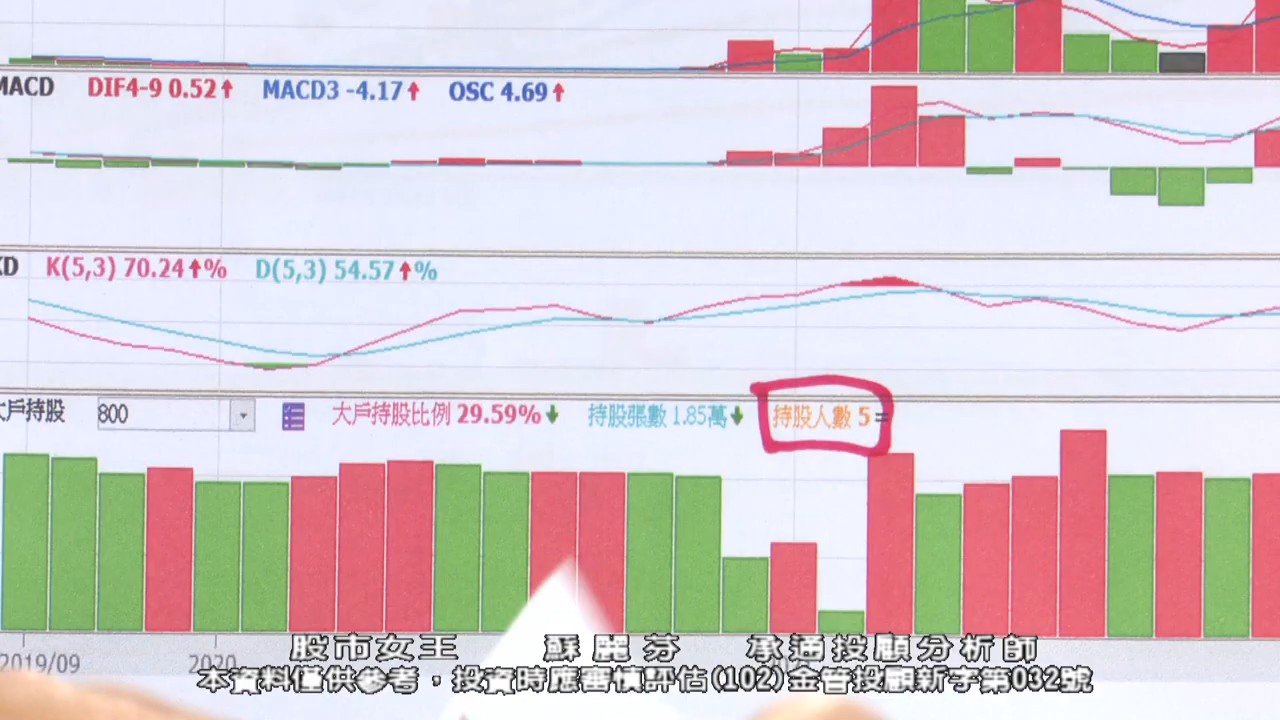 MACD DIF4-9 0.52↑ MACD3 -4.17↑ OSC 4.69↑
KD K(5,3) 70.24↑% D(5,3) 54.57↑%
大戶持股 800 大戶持股比例 29.59%↓ 持股張數 1.85萬↓ 持股人數 5=
2019/09 2020
股市女王 蘇麗芬 承通投顧分析師
本資料僅供參考,投資時應審慎評估(102)金管投顧新字第032號